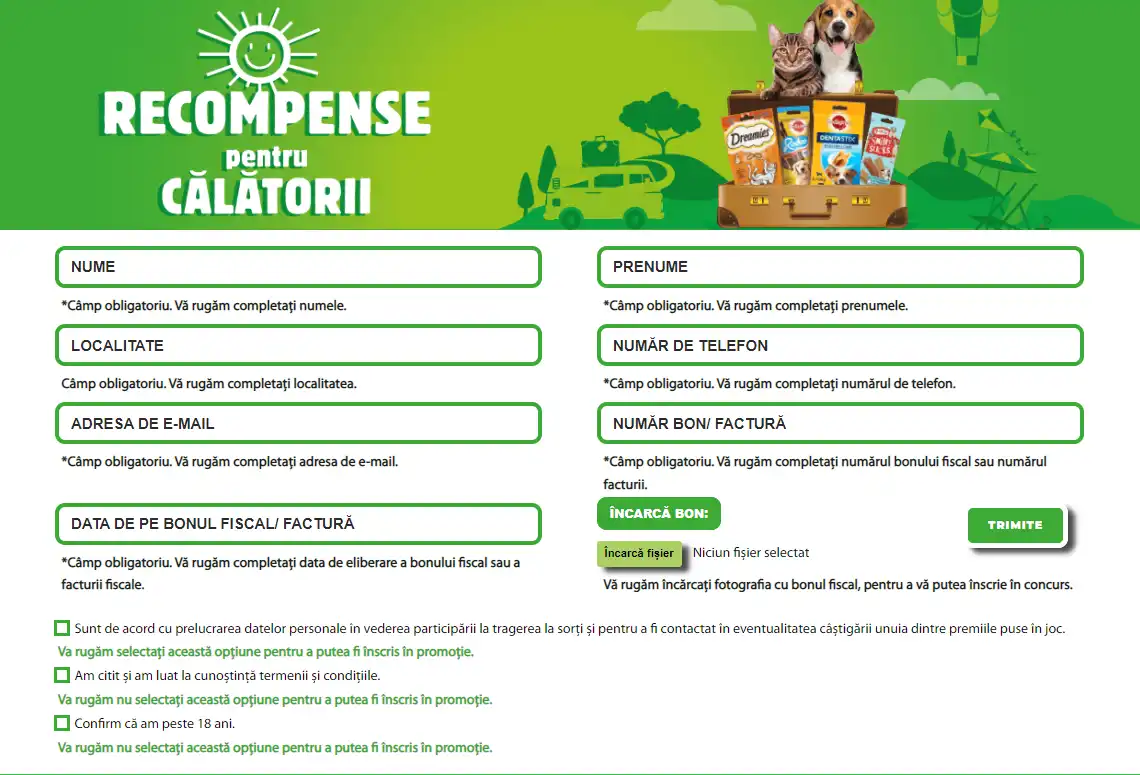 RECOMPENSE
pentru
CĂLĂTORII
Dreamies
Pedigree
Rodeo
Pedigree
DENTASTIX
NUME
PRENUME
*Câmp obligatoriu. Vă rugăm completați numele.
*Câmp obligatoriu. Vă rugăm completați prenumele.
LOCALITATE
NUMĂR DE TELEFON
Câmp obligatoriu. Vă rugăm completați localitatea.
*Câmp obligatoriu. Vă rugăm completați numărul de telefon.
ADRESA DE E-MAIL
NUMĂR BON/ FACTURĂ
*Câmp obligatoriu. Vă rugăm completați adresa de e-mail.
*Câmp obligatoriu. Vă rugăm completați numărul bonului fiscal sau numărul
facturii.
DATA DE PE BONUL FISCAL/ FACTURĂ
ÎNCARCĂ BON:
TRIMITE
Încarcă fișier Niciun fișier selectat
*Câmp obligatoriu. Vă rugăm completați data de eliberare a bonului fiscal sau a
facturii fiscale.
Vă rugăm încărcați fotografia cu bonul fiscal, pentru a vă putea înscrie în concurs.
Sunt de acord cu prelucrarea datelor personale în vederea participării la tragerea la sorți și pentru a fi contactat în eventualitatea câștigării unuia dintre premiile puse în joc.
Va rugăm selectați această opțiune pentru a putea fi înscris în promoție.
Am citit și am luat la cunoștință termenii și condițiile.
Va rugăm nu selectați această opțiune pentru a putea fi înscris în promoție.
Confirm că am peste 18 ani.
Va rugăm nu selectați această opțiune pentru a putea fi înscris în promoție.